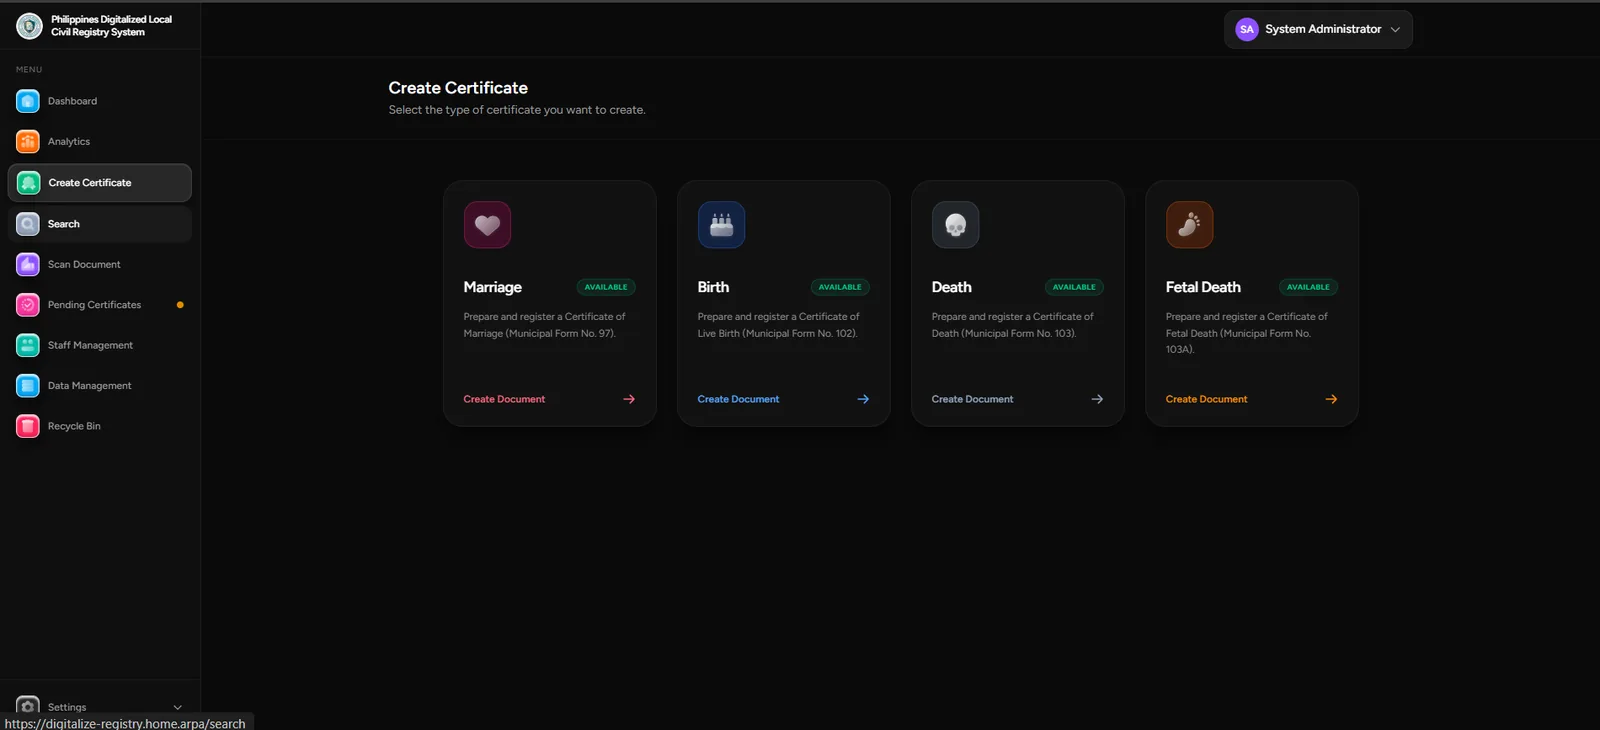 Philippines Digitalized Local
Civil Registry System
SA
System Administrator
MENU
Dashboard
Analytics
Create Certificate
Search
Scan Document
Pending Certificates
Staff Management
Data Management
Recycle Bin
Settings
https://digitalize-registry.home.arpa/search
Create Certificate
Select the type of certificate you want to create.
Marriage
AVAILABLE
Prepare and register a Certificate of
Marriage (Municipal Form No. 97).
Create Document
Birth
AVAILABLE
Prepare and register a Certificate of
Live Birth (Municipal Form No. 102).
Create Document
Death
AVAILABLE
Prepare and register a Certificate of
Death (Municipal Form No. 103).
Create Document
Fetal Death
AVAILABLE
Prepare and register a Certificate of
Fetal Death (Municipal Form No.
103A).
Create Document